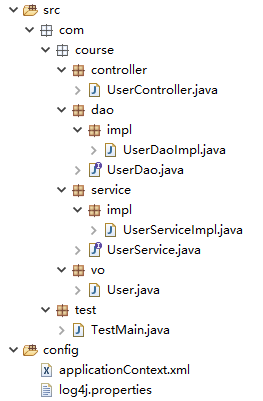 src
com
course
controller
UserController.java
dao
impl
UserDaoImpl.java
UserDao.java
service
impl
UserServiceImpl.java
UserService.java
vo
User.java
test
TestMain.java
config
applicationContext.xml
log4j.properties